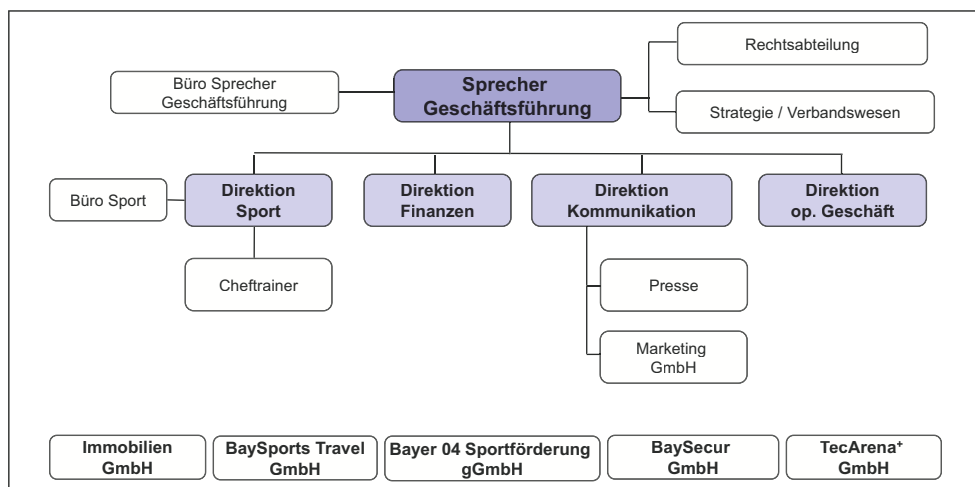 Rechtsabteilung
Büro Sprecher
Geschäftsführung
Sprecher
Geschäftsführung
Strategie / Verbandswesen
Büro Sport
Direktion
Sport
Direktion
Finanzen
Direktion
Kommunikation
Direktion
op. Geschäft
Cheftrainer
Presse
Marketing
GmbH
Immobilien
GmbH
BaySports Travel
GmbH
Bayer 04 Sportförderung
gGmbH
BaySecur
GmbH
TecArena⁺
GmbH